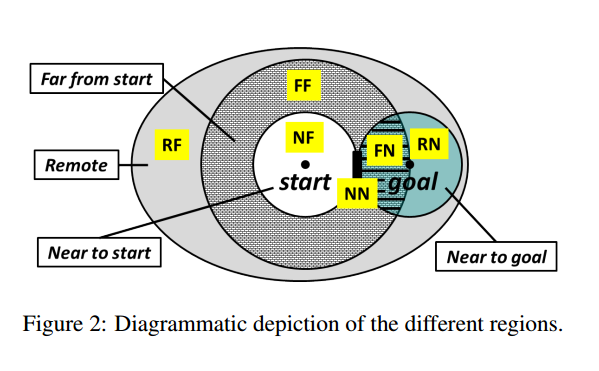 Far from start
FF
RF
NF
FN
RN
Remote
start
goal
NN
Near to start
Near to goal
Figure 2: Diagrammatic depiction of the different regions.